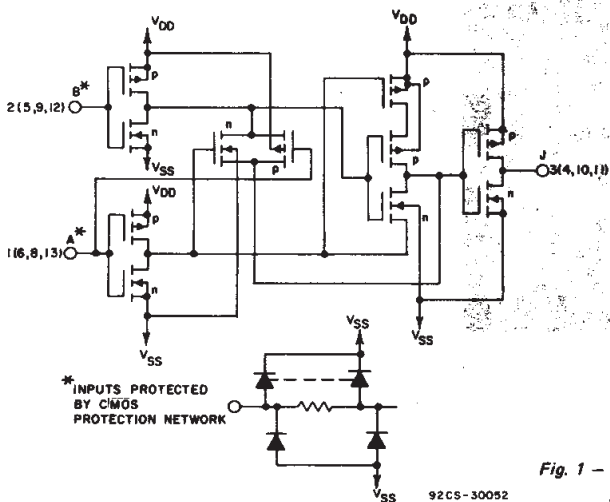 VDD
VDD
B*
p
2(5,9,12)
n
n
p
VSS
VDD
A*
p
1(6,8,13)
n
VSS
p
p
n
VSS
J
p
3(4,10,11)
n
VSS
*INPUTS PROTECTED
BY CMOS
PROTECTION NETWORK
VSS
Fig. 1 –
92CS-30052